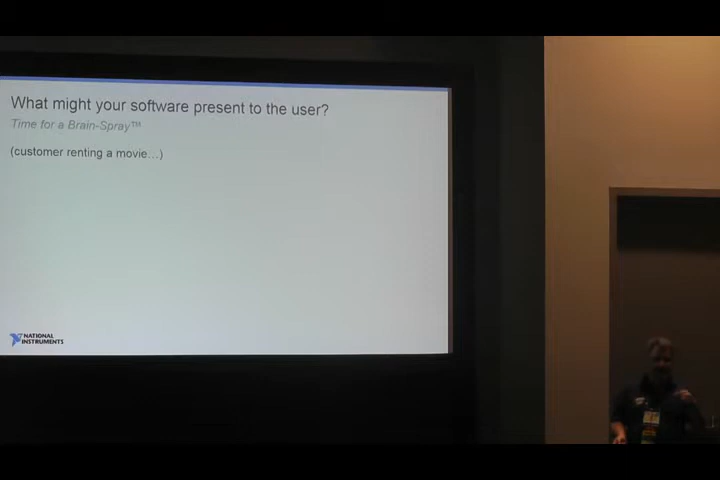 What might your software present to the user?
Time for a Brain-Spray™
(customer renting a movie...)
NATIONAL
INSTRUMENTS